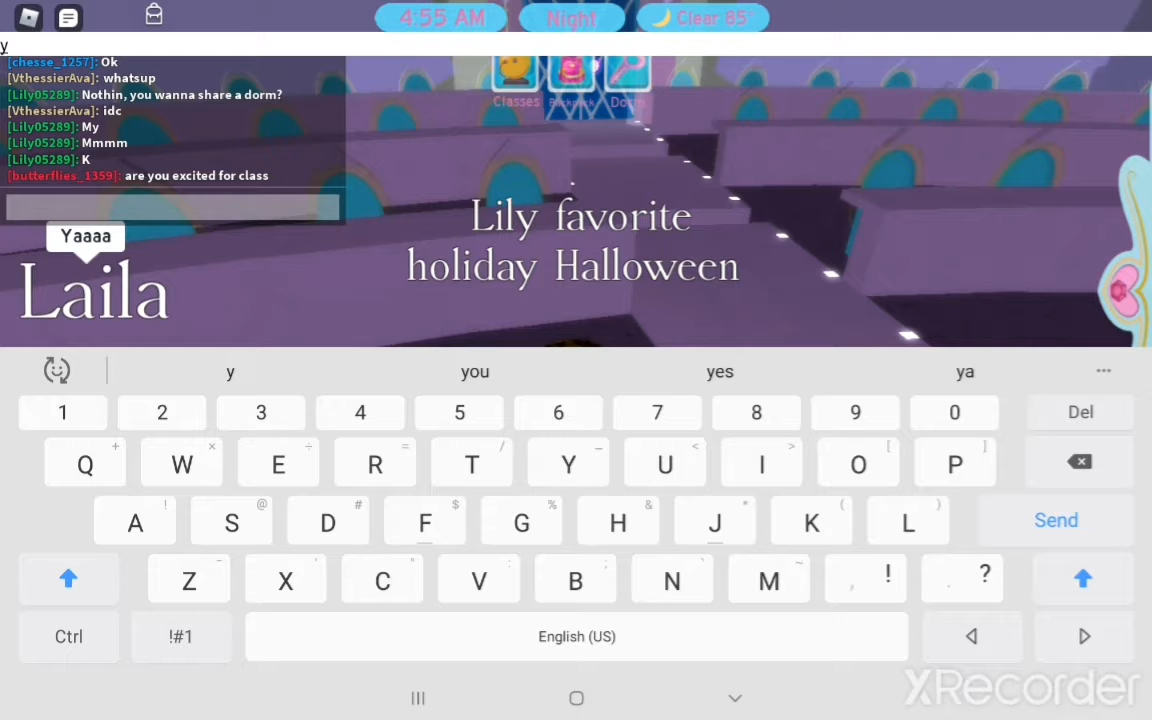 4:55 AM
Night
Clear 85°
y
[chesse_1257]: Ok
[VthessierAva]: whatsup
[Lily05289]: Nothin, you wanna share a dorm?
[VthessierAva]: idc
[Lily05289]: My
[Lily05289]: Mmmm
[Lily05289]: K
[butterflies_1359]: are you excited for class
Classes
Backpack
Dorm
Yaaaa
Laila
Lily favorite
holiday Halloween
y you yes ya ...
1 2 3 4 5 6 7 8 9 0 Del
+ × ÷ = / _ < > [ ]
Q W E R T Y U I O P
! @ # $ % ^ & * ( )
A S D F G H J K L Send
- ' " : ; ` ~
Z X C V B N M , ! . ?
Ctrl !#1 English (US)
XRecorder